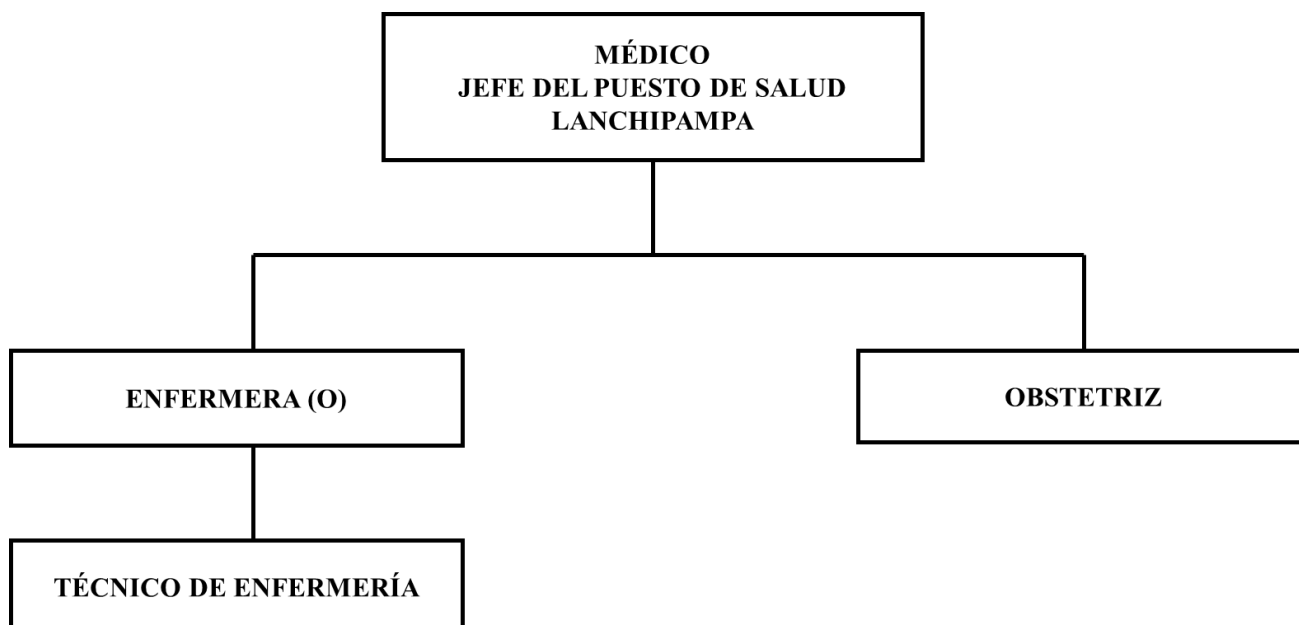 MÉDICO
JEFE DEL PUESTO DE SALUD
LANCHIPAMPA
ENFERMERA (O)
OBSTETRIZ
TÉCNICO DE ENFERMERÍA